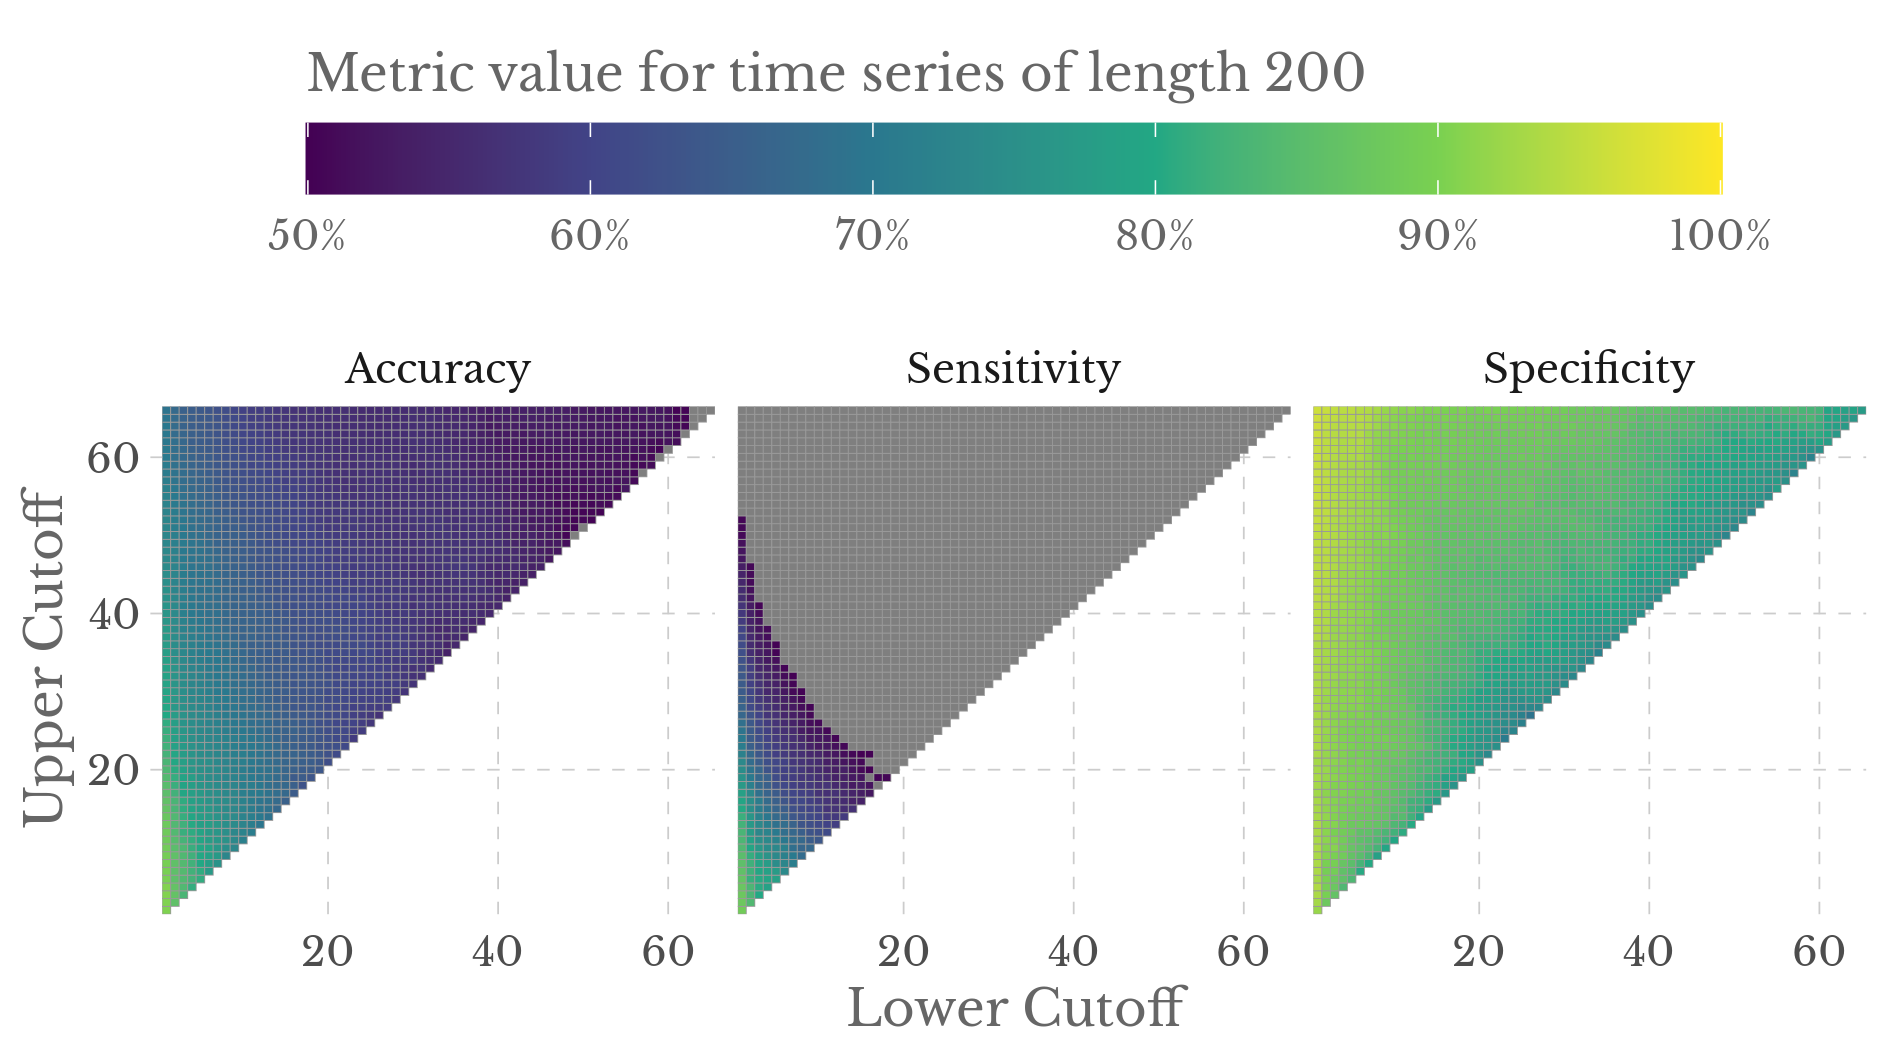 Metric value for time series of length 200
50% 60% 70% 80% 90% 100%
Accuracy Sensitivity Specificity
Upper Cutoff
60
40
20
20 40 60 20 40 60 20 40 60
Lower Cutoff